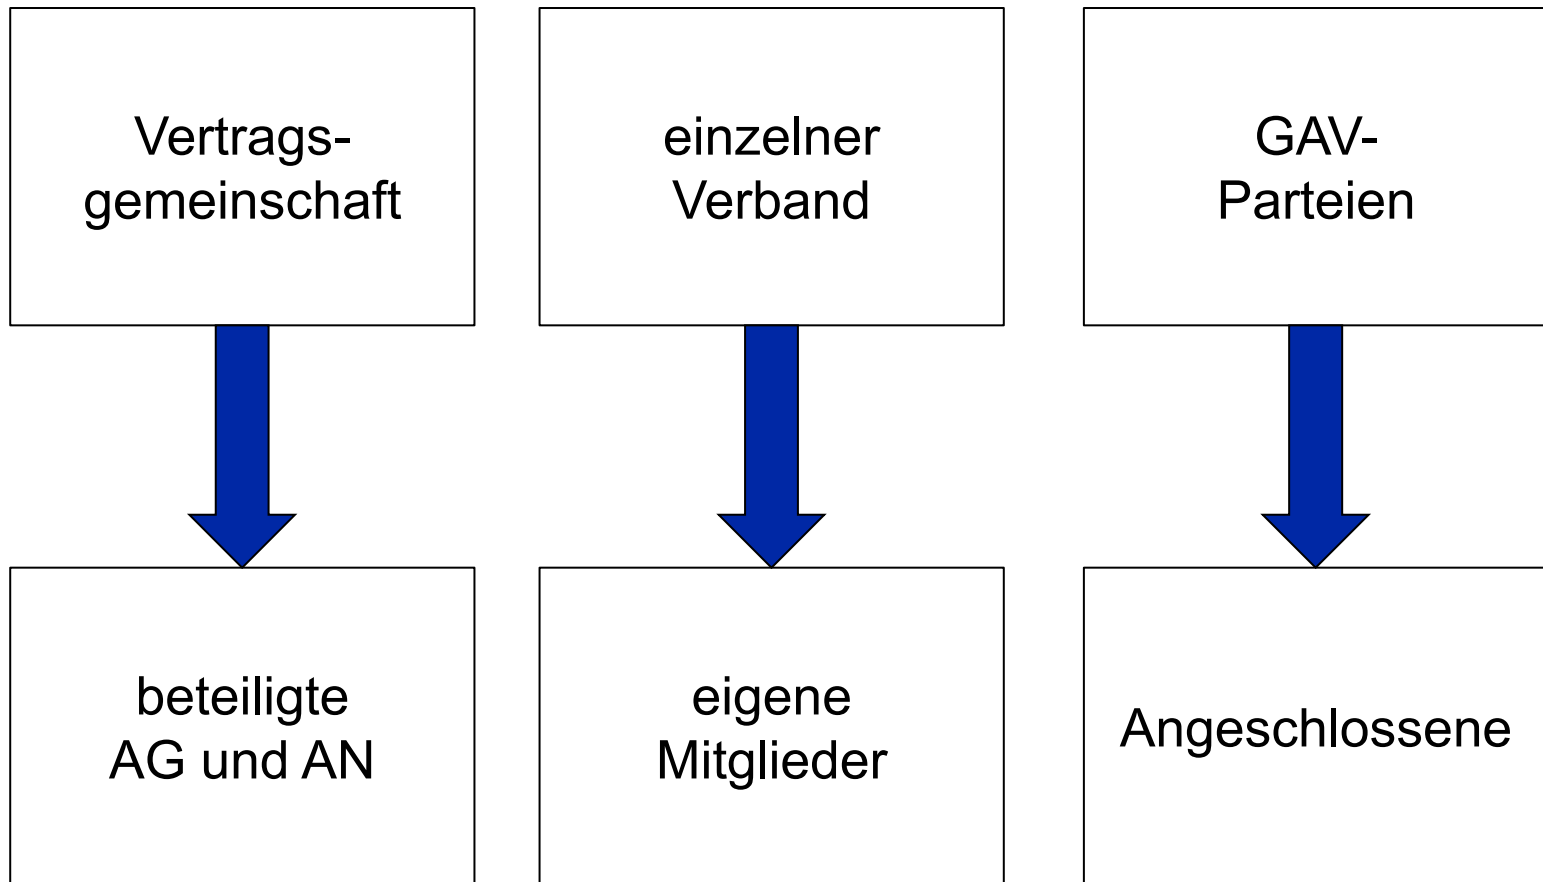 Vertrags-
gemeinschaft
einzelner
Verband
GAV-
Parteien
beteiligte
AG und AN
eigene
Mitglieder
Angeschlossene